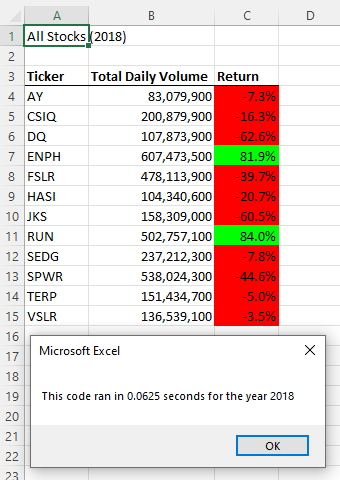 A B C D
1 All Stocks (2018)
2
3 Ticker Total Daily Volume Return
4 AY 83,079,900 -7.3%
5 CSIQ 200,879,900 -16.3%
6 DQ 107,873,900 -62.6%
7 ENPH 607,473,500 81.9%
8 FSLR 478,113,900 -39.7%
9 HASI 104,340,600 -20.7%
10 JKS 158,309,000 -60.5%
11 RUN 502,757,100 84.0%
12 SEDG 237,212,300 -7.8%
13 SPWR 538,024,300 -44.6%
14 TERP 151,434,700 -5.0%
15 VSLR 136,539,100 -3.5%
16
17 Microsoft Excel
18
19 This code ran in 0.0625 seconds for the year 2018
20
21 OK
22
23